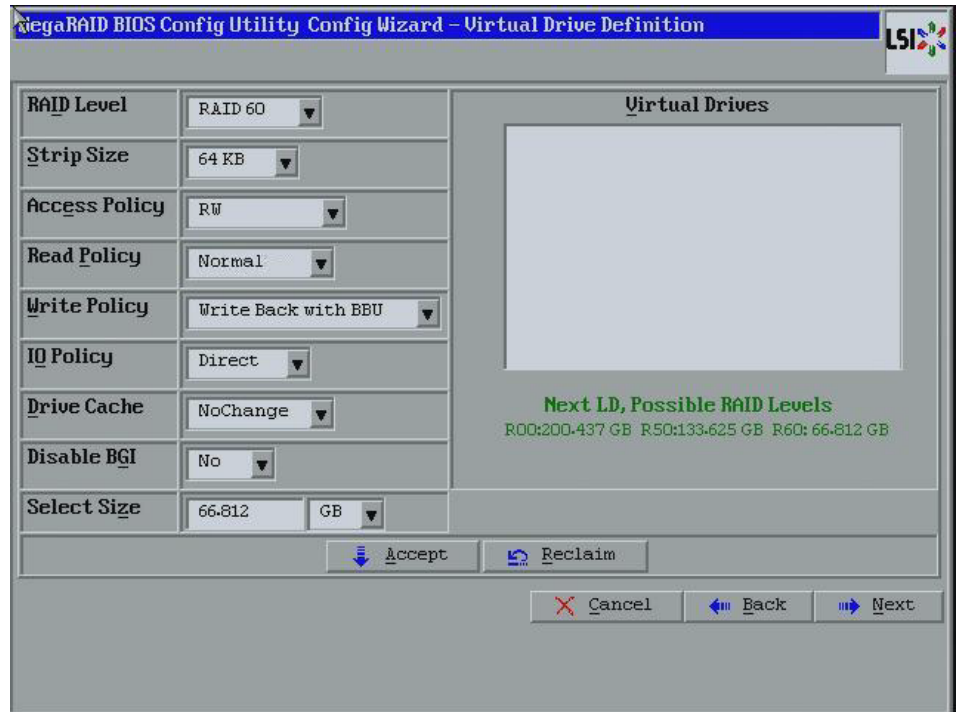 MegaRAID BIOS Config Utility Config Wizard – Virtual Drive Definition
LSI
RAID Level
RAID 60
Strip Size
64 KB
Access Policy
RW
Read Policy
Normal
Write Policy
Write Back with BBU
IO Policy
Direct
Drive Cache
NoChange
Disable BGI
No
Select Size
66.812 GB
Virtual Drives
Next LD, Possible RAID Levels
R00:200.437 GB R50:133.625 GB R60: 66.812 GB
Accept Reclaim
Cancel Back Next